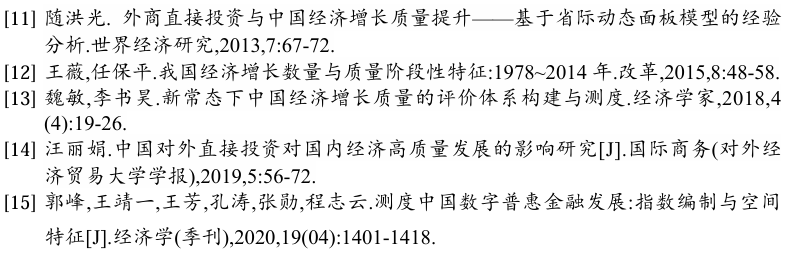 [11] 随洪光. 外商直接投资与中国经济增长质量提升——基于省际动态面板模型的经验
分析.世界经济研究,2013,7:67-72.
[12] 王薇,任保平.我国经济增长数量与质量阶段性特征:1978~2014 年.改革,2015,8:48-58.
[13] 魏敏,李书昊.新常态下中国经济增长质量的评价体系构建与测度.经济学家,2018,4
(4):19-26.
[14] 汪丽娟.中国对外直接投资对国内经济高质量发展的影响研究[J].国际商务(对外经
济贸易大学学报),2019,5:56-72.
[15] 郭峰,王靖一,王芳,孔涛,张勋,程志云.测度中国数字普惠金融发展:指数编制与空间
特征[J].经济学(季刊),2020,19(04):1401-1418.